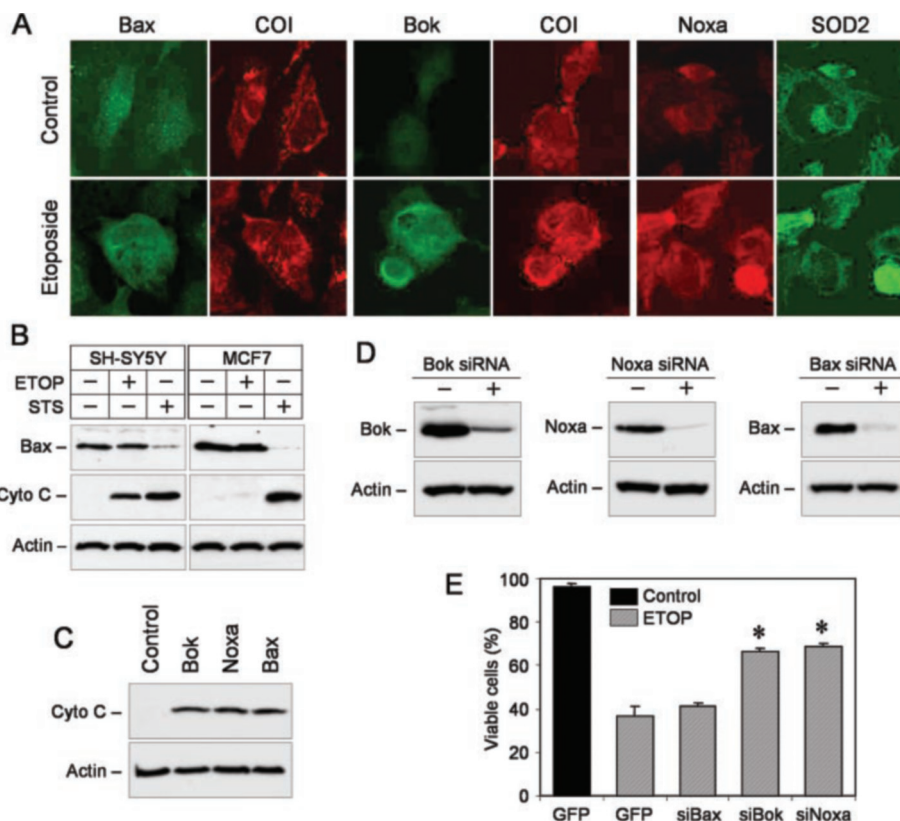 A
Bax COI Bok COI Noxa SOD2
Control
Etoposide
B
SH-SY5Y MCF7
ETOP – + – – + –
STS – – + – – +
Bax –
Cyto C –
Actin –
C
Control Bok Noxa Bax
Cyto C –
Actin –
D
Bok siRNA Noxa siRNA Bax siRNA
– + – + – +
Bok – Noxa – Bax –
Actin – Actin – Actin –
E
Viable cells (%)
100
80
60
40
20
0
Control
ETOP
* *
GFP GFP siBax siBok siNoxa